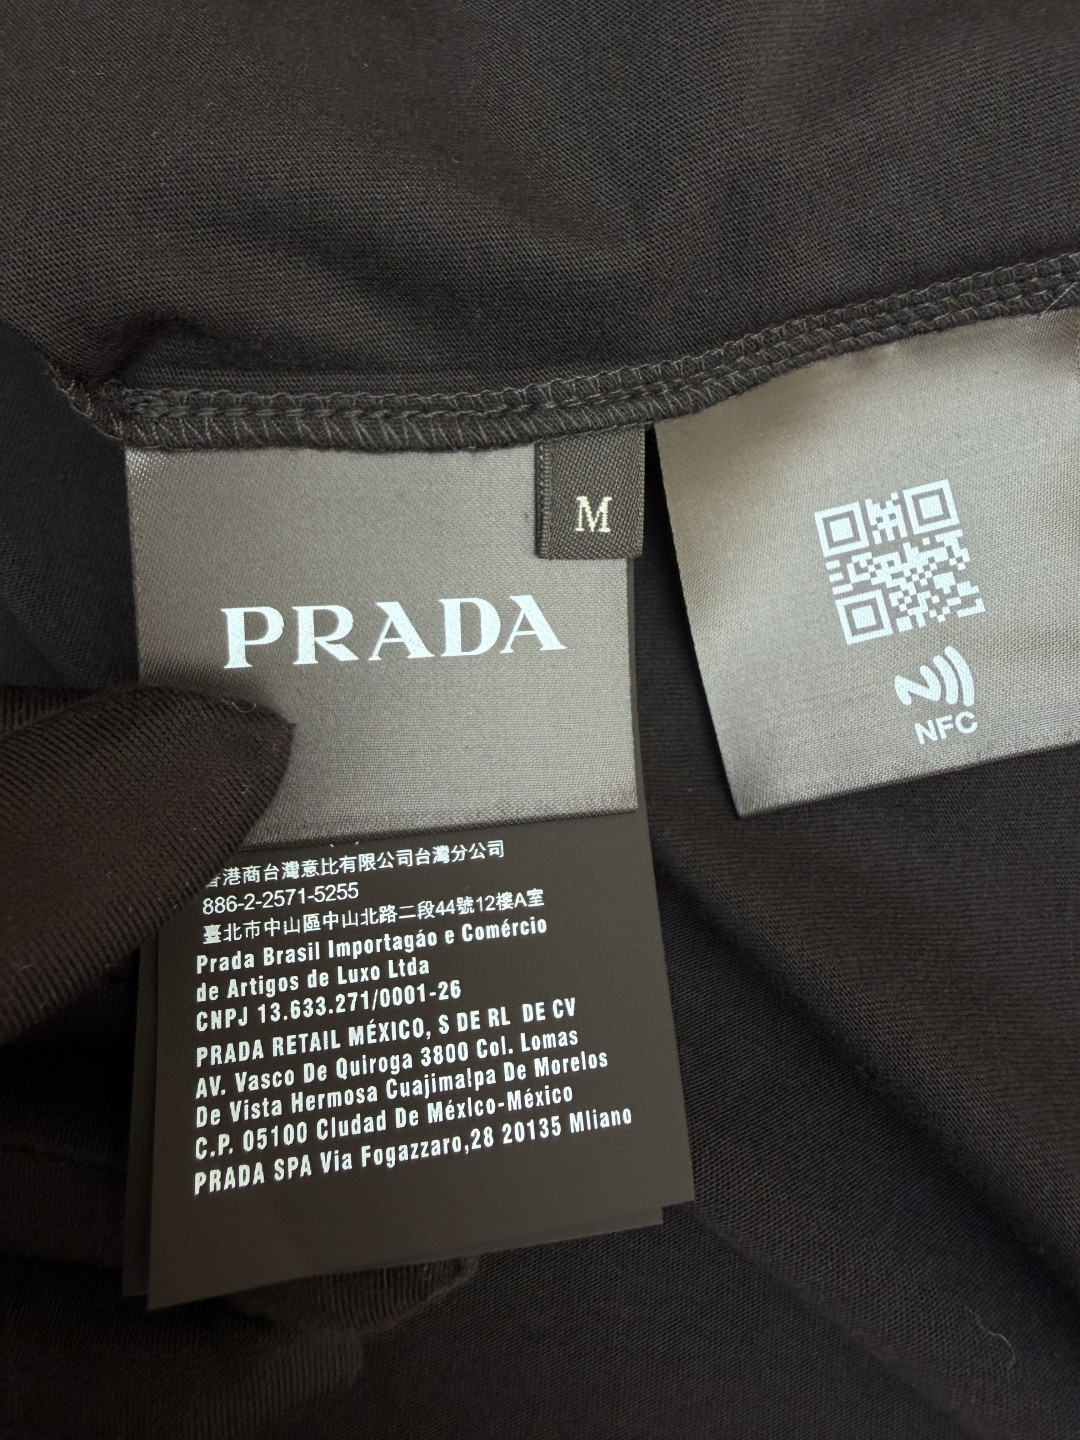 M
PRADA
NFC
香港商台灣意比有限公司台灣分公司
886-2-2571-5255
臺北市中山區中山北路二段44號12樓A室
Prada Brasil Importagáo e Comércio
de Artigos de Luxo Ltda
CNPJ 13.633.271/0001-26
PRADA RETAIL MÉXICO, S DE RL DE CV
AV. Vasco De Quiroga 3800 Col. Lomas
De Vista Hermosa Cuajimalpa De Morelos
C.P. 05100 Cludad De Méxlco-México
PRADA SPA Via Fogazzaro,28 20135 Mliano